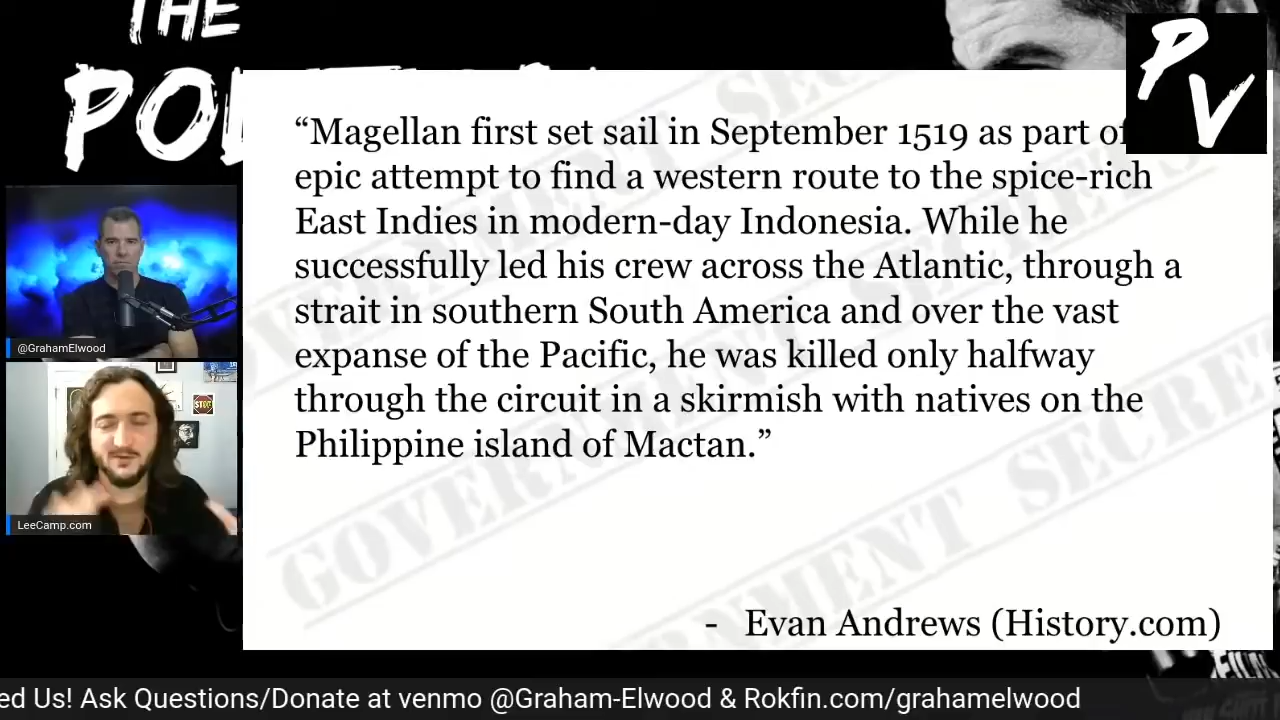 THE
PO
P
V
“Magellan first set sail in September 1519 as part of
epic attempt to find a western route to the spice-rich
East Indies in modern-day Indonesia. While he
successfully led his crew across the Atlantic, through a
strait in southern South America and over the vast
expanse of the Pacific, he was killed only halfway
through the circuit in a skirmish with natives on the
Philippine island of Mactan.”
- Evan Andrews (History.com)
GOVERNMENT SECRET
@GrahamElwood
LeeCamp.com
ed Us! Ask Questions/Donate at venmo @Graham-Elwood & Rokfin.com/grahamelwood